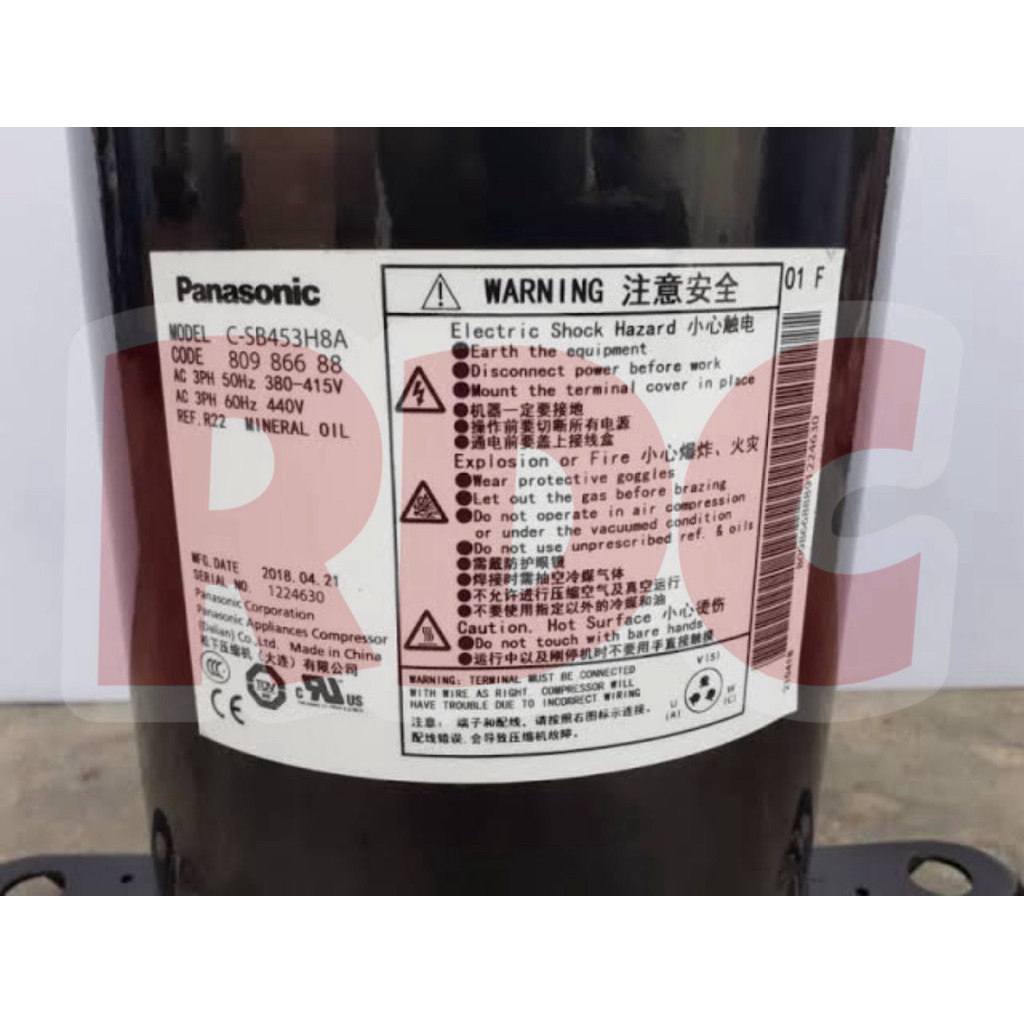 Panasonic
MODEL C-SB453H8A
CODE 809 866 88
AC 3PH 50Hz 380-415V
AC 3PH 60Hz 440V
REF.R22 MINERAL OIL
MFG.DATE 2018.04.21
SERIAL NO. 1224630
Panasonic Corporation
Panasonic Appliances Compressor
(Dalian) Co.,Ltd. Made in China
松下压缩机(大连)有限公司
CCC
TÜV
c RU US
CE
WARNING 注意安全
01 F
Electric Shock Hazard 小心触电
●Earth the equipment
●Disconnect power before work
●Mount the terminal cover in place
●机器一定要接地
●操作前要切断所有电源
●通电前要盖上接线盒
Explosion or Fire 小心爆炸、火灾
●Wear protective goggles
●Let out the gas before brazing
●Do not operate in air compression
or under the vacuumed condition
●Do not use unprescribed ref. & oils
●需戴防护眼镜
●焊接时需抽空冷媒气体
●不允许进行压缩空气及真空运行
●不要使用指定以外的冷媒和油
Caution. Hot Surface 小心烫伤
●Do not touch with bare hands
●运行中以及刚停机时不要用手直接触摸
WARNING: TERMINAL MUST BE CONNECTED
WITH WIRE AS RIGHT. COMPRESSOR WILL
HAVE TROUBLE DUE TO INCORRECT WIRING
注意: 端子和配线, 请按照右图标示连接.
配线错误.会导致压缩机故障.
V(S)
U
(R)
W
(C)
80986688891224630
210418
RDC